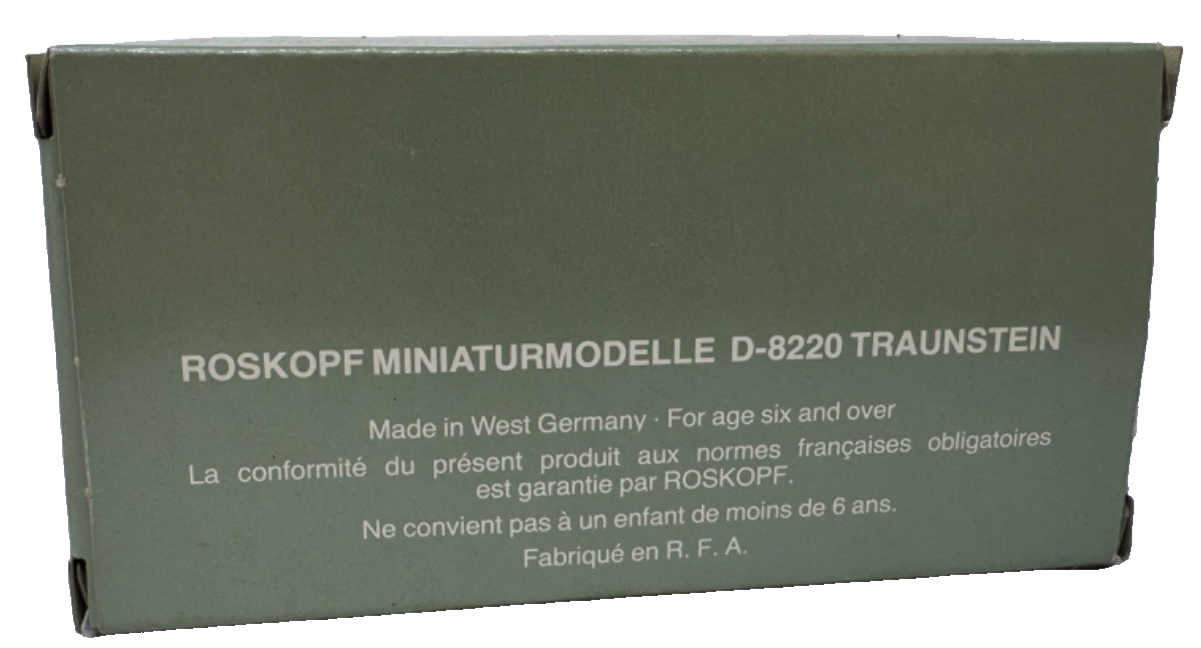 ROSKOPF MINIATURMODELLE D-8220 TRAUNSTEIN
Made in West Germany · For age six and over
La conformité du présent produit aux normes françaises obligatoires
est garantie par ROSKOPF.
Ne convient pas à un enfant de moins de 6 ans.
Fabriqué en R. F. A.